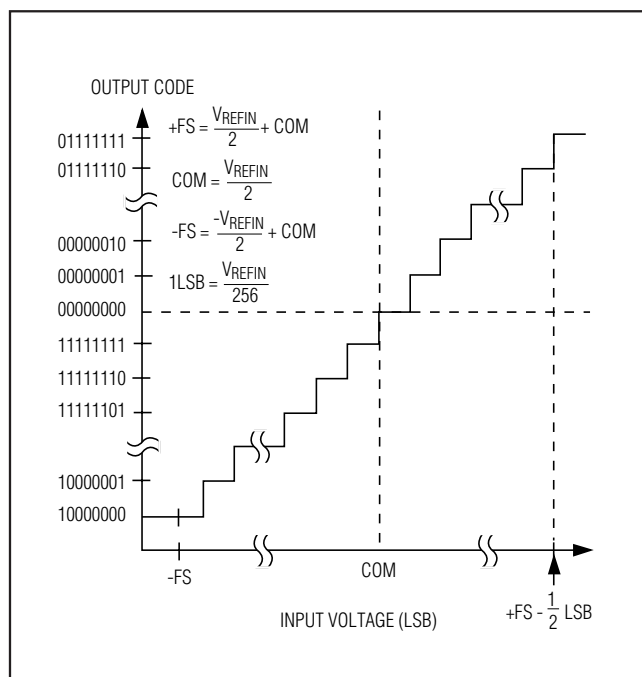 OUTPUT CODE
+FS = V_REFIN/2 + COM
COM = V_REFIN/2
-FS = -V_REFIN/2 + COM
1LSB = V_REFIN/256
01111111
01111110
00000010
00000001
00000000
11111111
11111110
11111101
10000001
10000000
-FS
COM
+FS - 1/2 LSB
INPUT VOLTAGE (LSB)